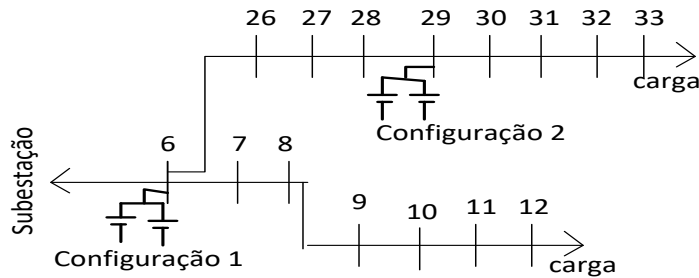 26 27 28 29 30 31 32 33
carga
Configuração 2
Subestação
6 7 8
9 10 11 12
Configuração 1
carga